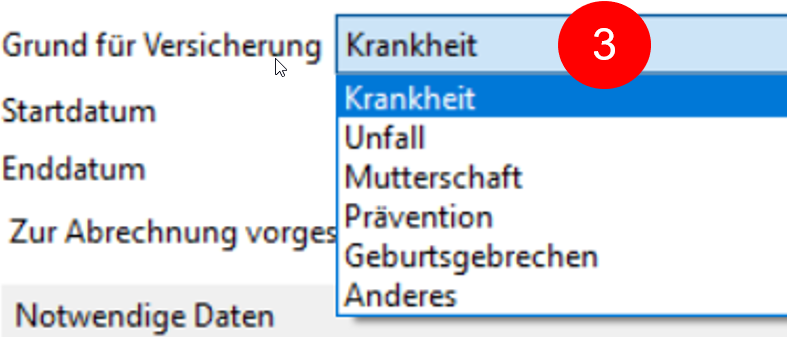 Grund für Versicherung Krankheit 3
Krankheit
Startdatum
Unfall
Enddatum
Mutterschaft
Prävention
Zur Abrechnung vorges
Geburtsgebrechen
Anderes
Notwendige Daten